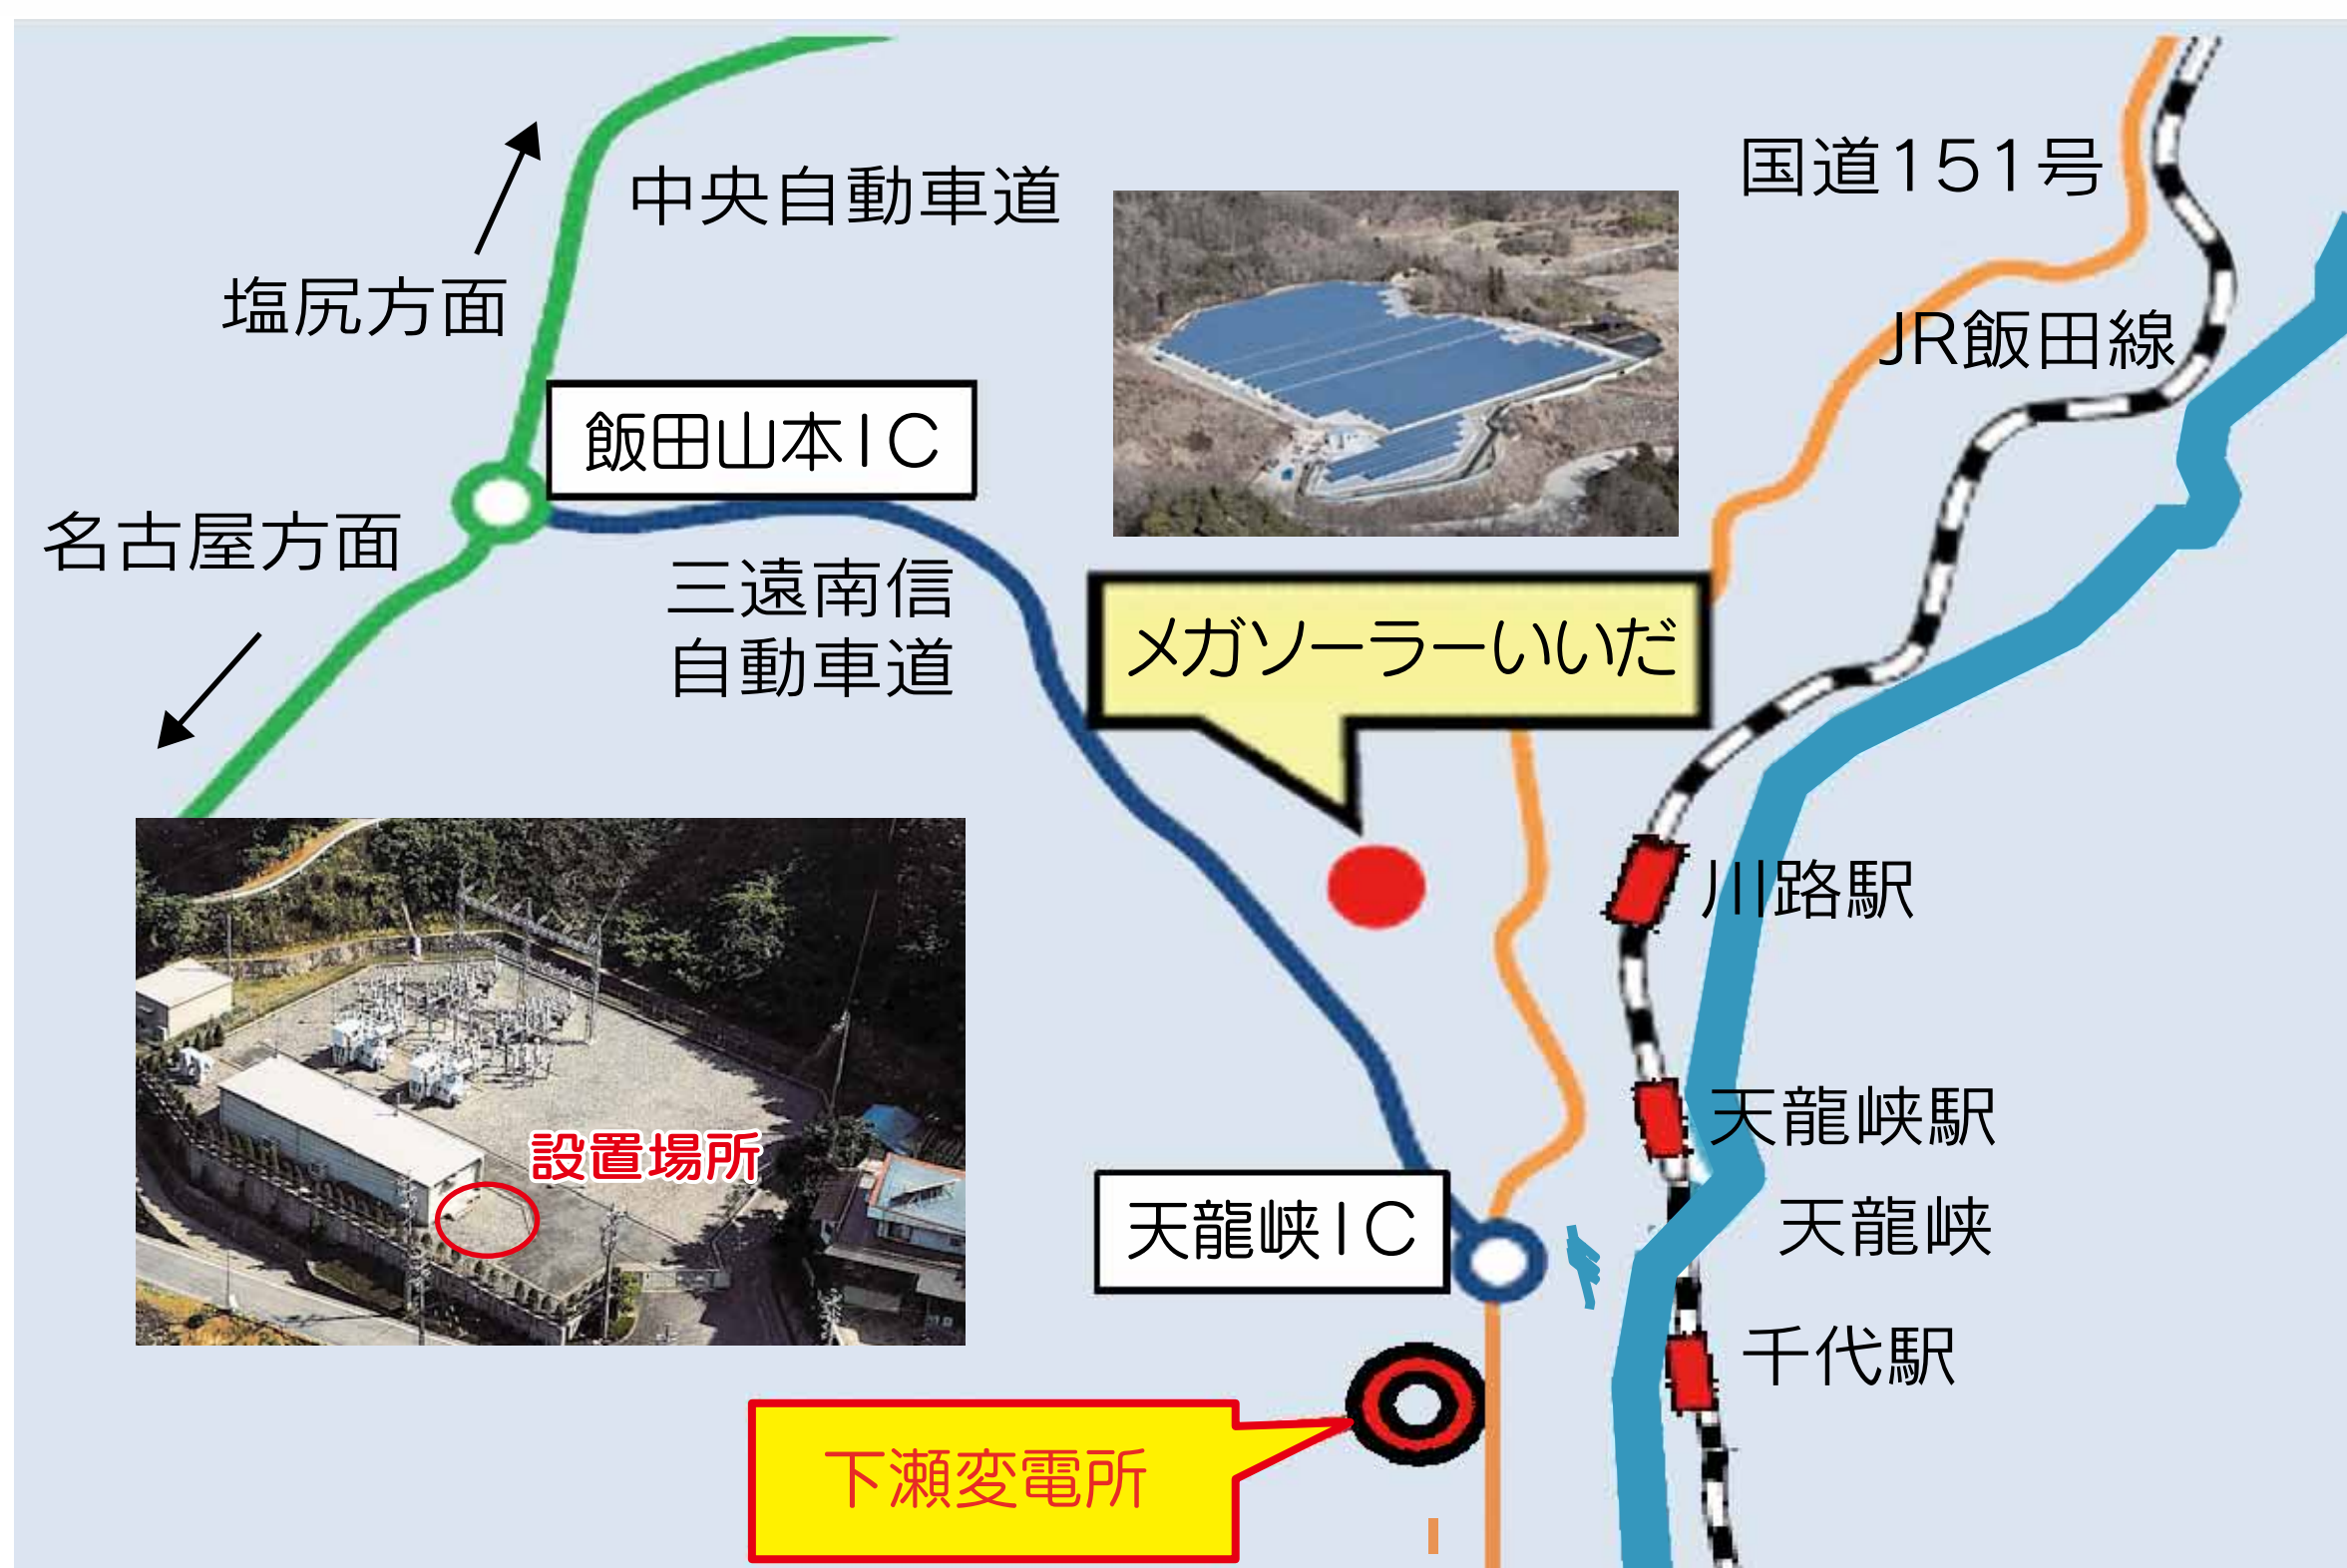 国道151号
中央自動車道
塩尻方面
JR飯田線
飯田山本IC
名古屋方面
三遠南信
自動車道
メガソーラーいいだ
川路駅
天龍峡駅
設置場所
天龍峡IC
天龍峡
千代駅
下瀬変電所